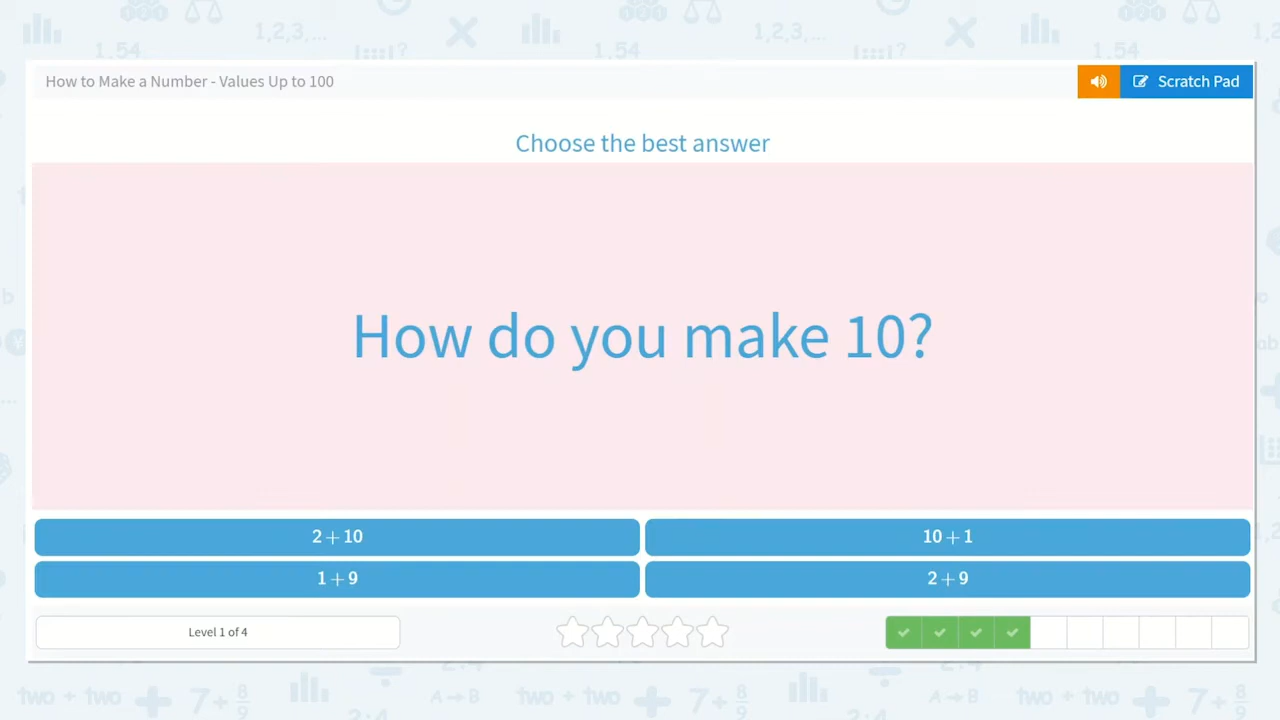 How to Make a Number - Values Up to 100
Scratch Pad
Choose the best answer
How do you make 10?
2 + 10
10 + 1
1 + 9
2 + 9
Level 1 of 4